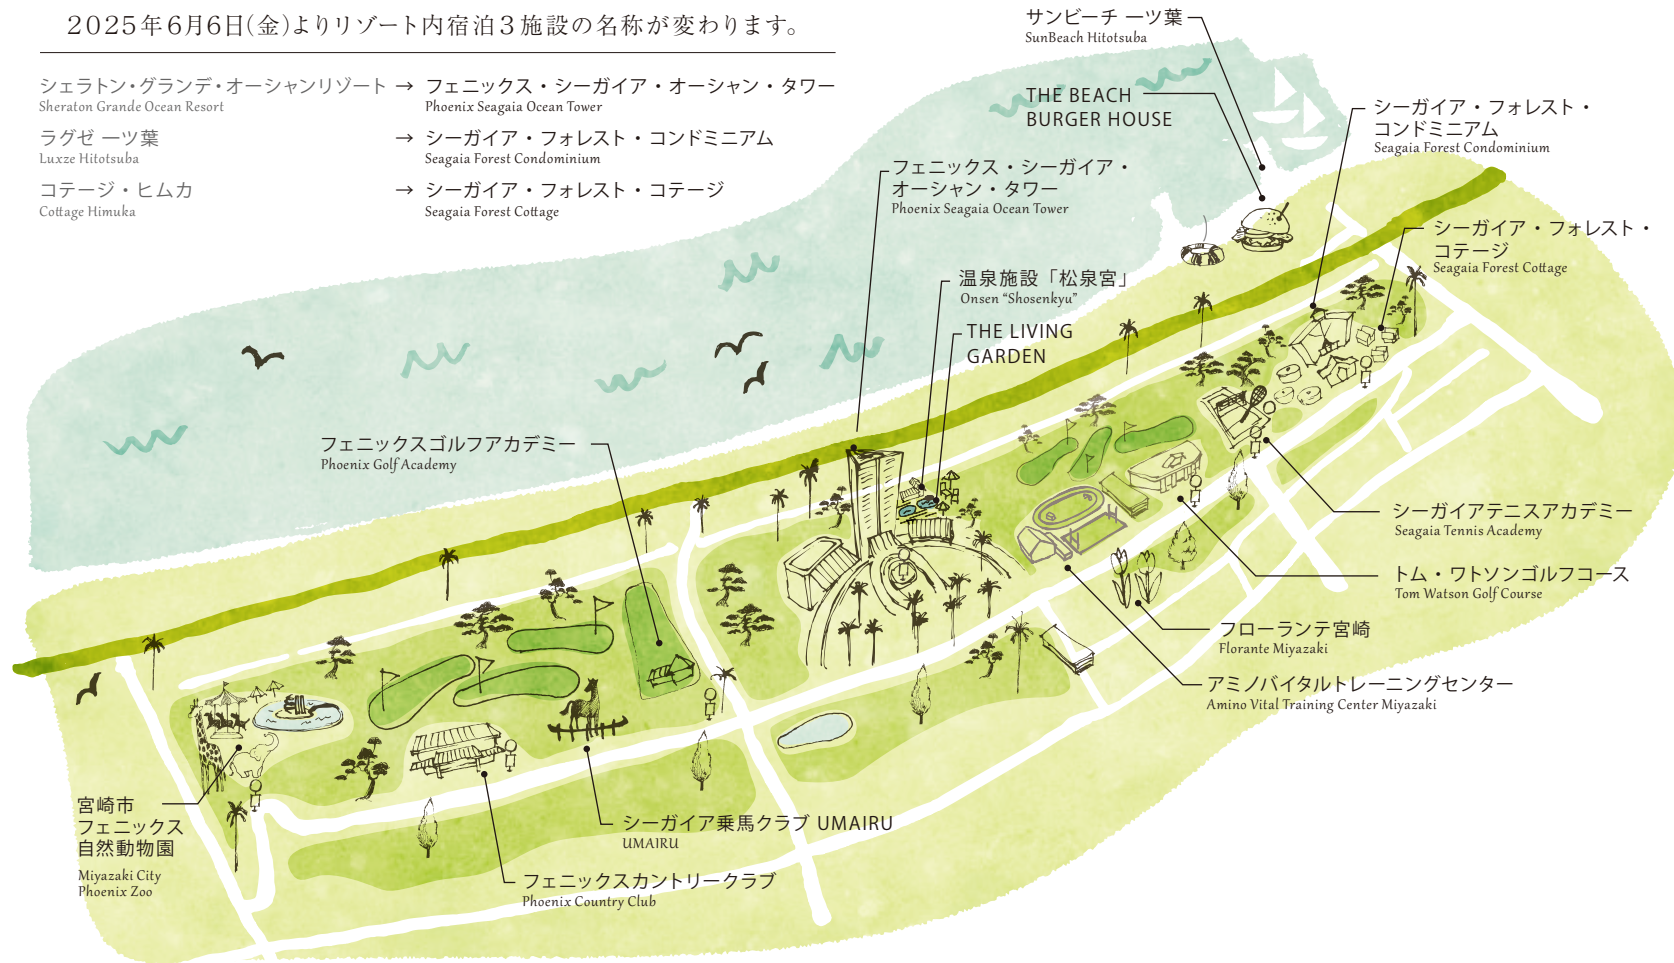 2025年6月6日(金)よりリゾート内宿泊3施設の名称が変わります。
シェラトン・グランデ・オーシャンリゾート → フェニックス・シーガイア・オーシャン・タワー
Sheraton Grande Ocean Resort Phoenix Seagaia Ocean Tower
ラグゼ 一ツ葉 → シーガイア・フォレスト・コンドミニアム
Luxze Hitotsuba Seagaia Forest Condominium
コテージ・ヒムカ → シーガイア・フォレスト・コテージ
Cottage Himuka Seagaia Forest Cottage
サンビーチ 一ツ葉
SunBeach Hitotsuba
THE BEACH
BURGER HOUSE
シーガイア・フォレスト・
コンドミニアム
Seagaia Forest Condominium
フェニックス・シーガイア・
オーシャン・タワー
Phoenix Seagaia Ocean Tower
シーガイア・フォレスト・
コテージ
Seagaia Forest Cottage
温泉施設「松泉宮」
Onsen “Shosenkyu”
THE LIVING
GARDEN
フェニックスゴルフアカデミー
Phoenix Golf Academy
シーガイアテニスアカデミー
Seagaia Tennis Academy
トム・ワトソンゴルフコース
Tom Watson Golf Course
フローランテ宮崎
Florante Miyazaki
アミノバイタルトレーニングセンター
Amino Vital Training Center Miyazaki
宮崎市
フェニックス
自然動物園
Miyazaki City
Phoenix Zoo
シーガイア乗馬クラブ UMAIRU
UMAIRU
フェニックスカントリークラブ
Phoenix Country Club